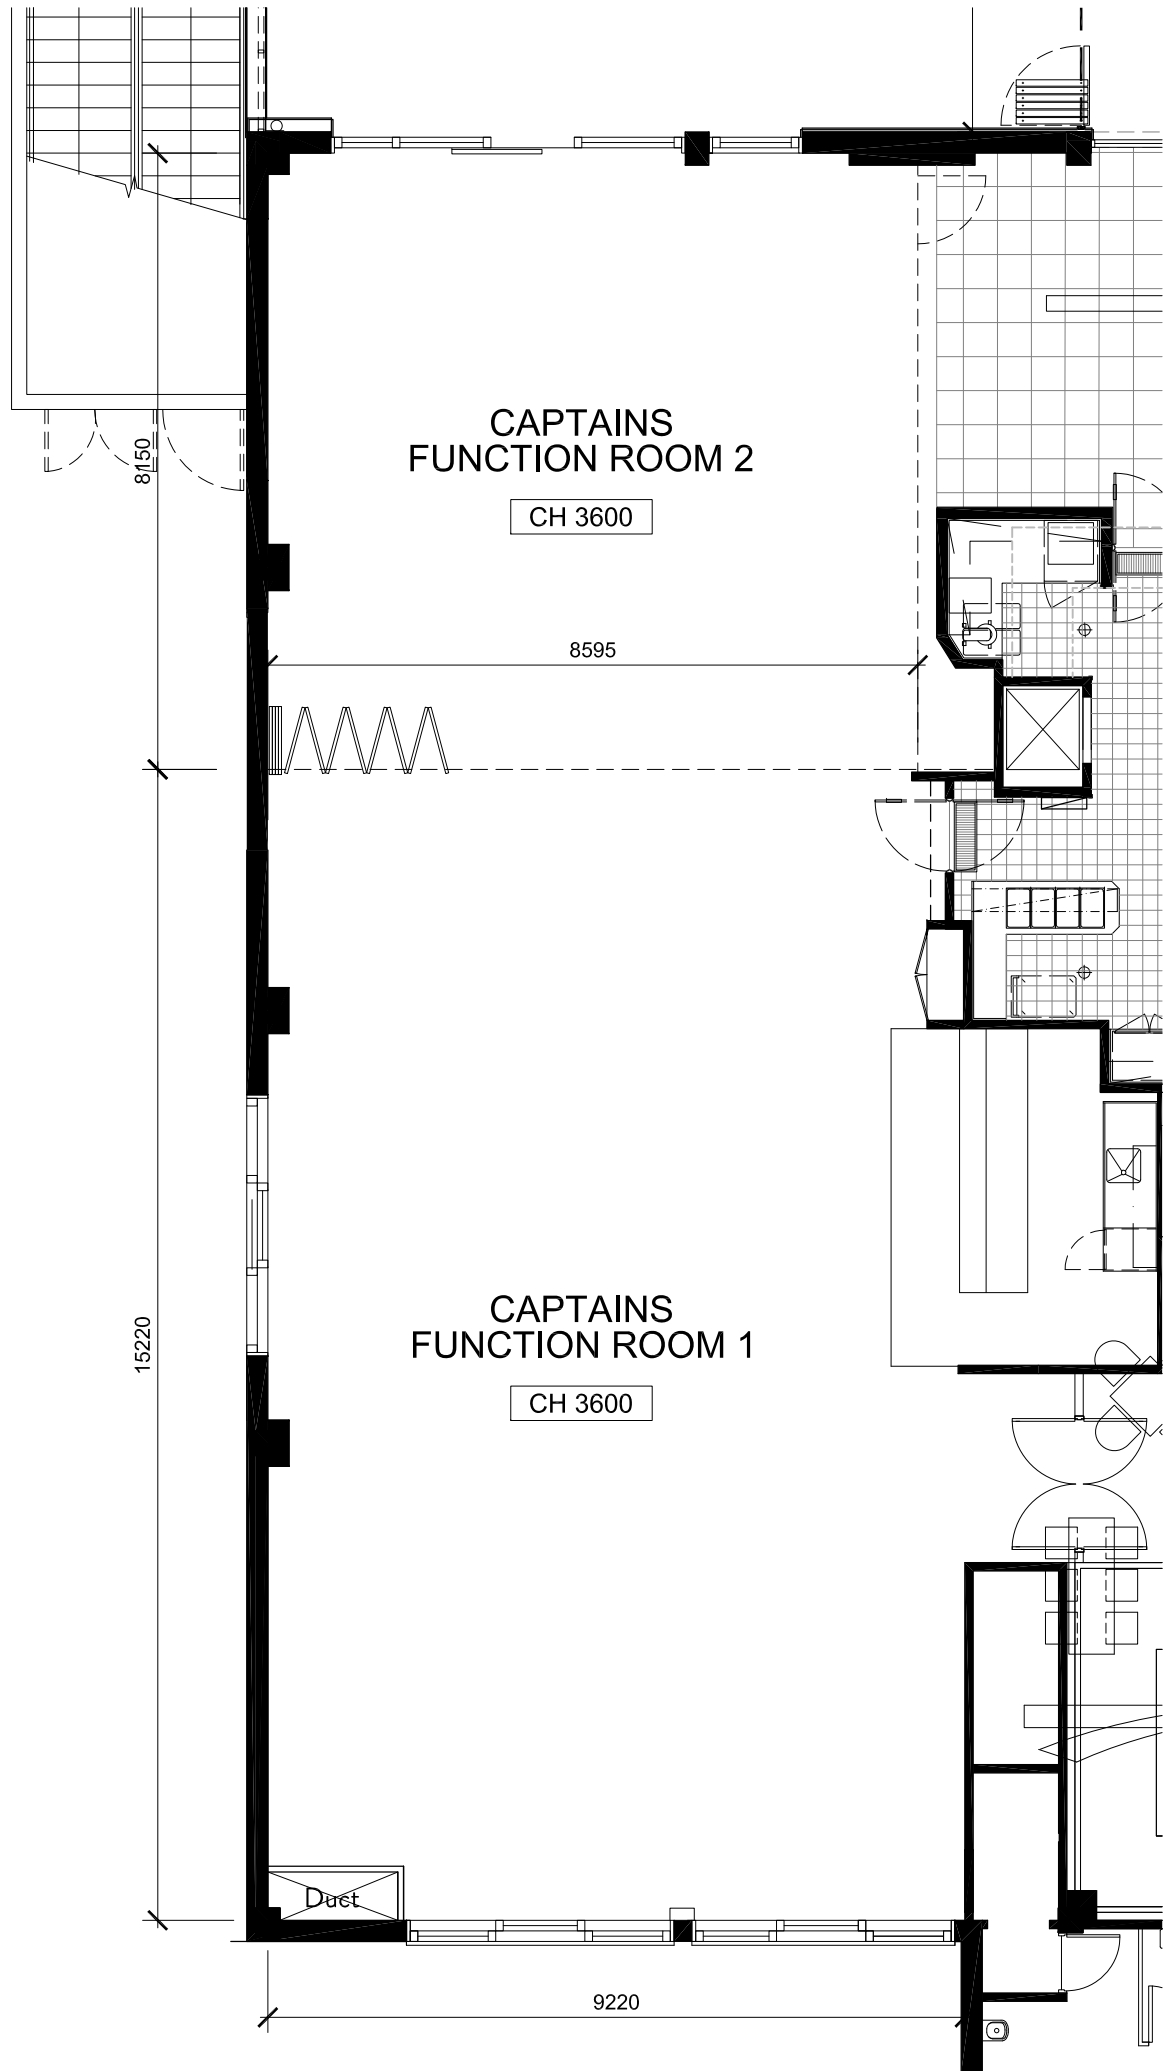 CAPTAINS
FUNCTION ROOM 2
CH 3600
8150
8595
CAPTAINS
FUNCTION ROOM 1
CH 3600
15220
Duct
9220